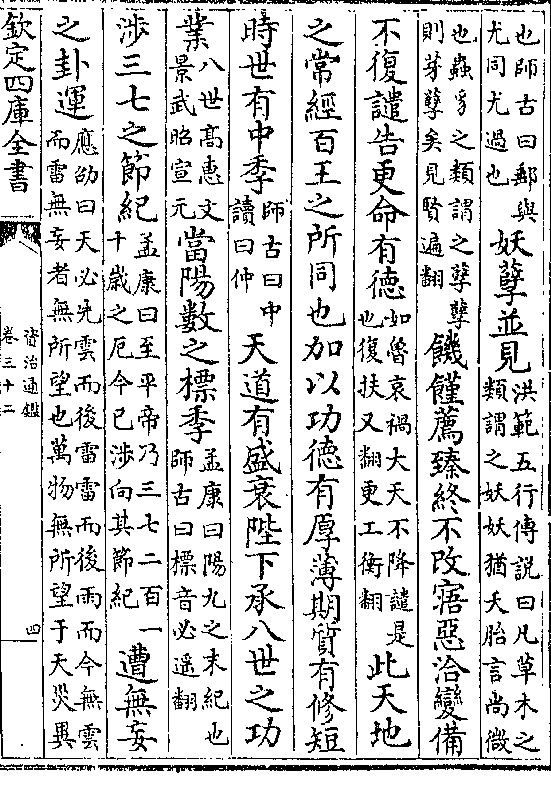 也師古曰郵與尤同尤過也妖孽並見洪範五行傳説曰凡草木之類謂之妖妖猶夭胎言尚微
也蟲豸之類謂之孽孽則芽孽矣見賢遍翻饑饉薦臻終不改寤惡洽變備
不復譴告更命有德如魯哀禍大天不降譴是也復扶又翻更工衡翻此天地
之常經百王之所同也加以功德有厚薄期質有修短
時世有中季師古曰中讀曰仲天道有盛衰陛下承八世之功
業八世髙惠文景武昭宣元當陽數之標季孟康曰陽九之末紀也師古曰標音必遥翻
涉三七之節紀孟康曰至平帝乃三七二百一十歲之厄今已涉向其節紀遭無妄
之卦運應劭曰天必先雲而後雷雷而後雨而今無雲而雷無妄者無所望也萬物無所望于天災異
欽定四庫全書
資治通鑑
卷三十二
四